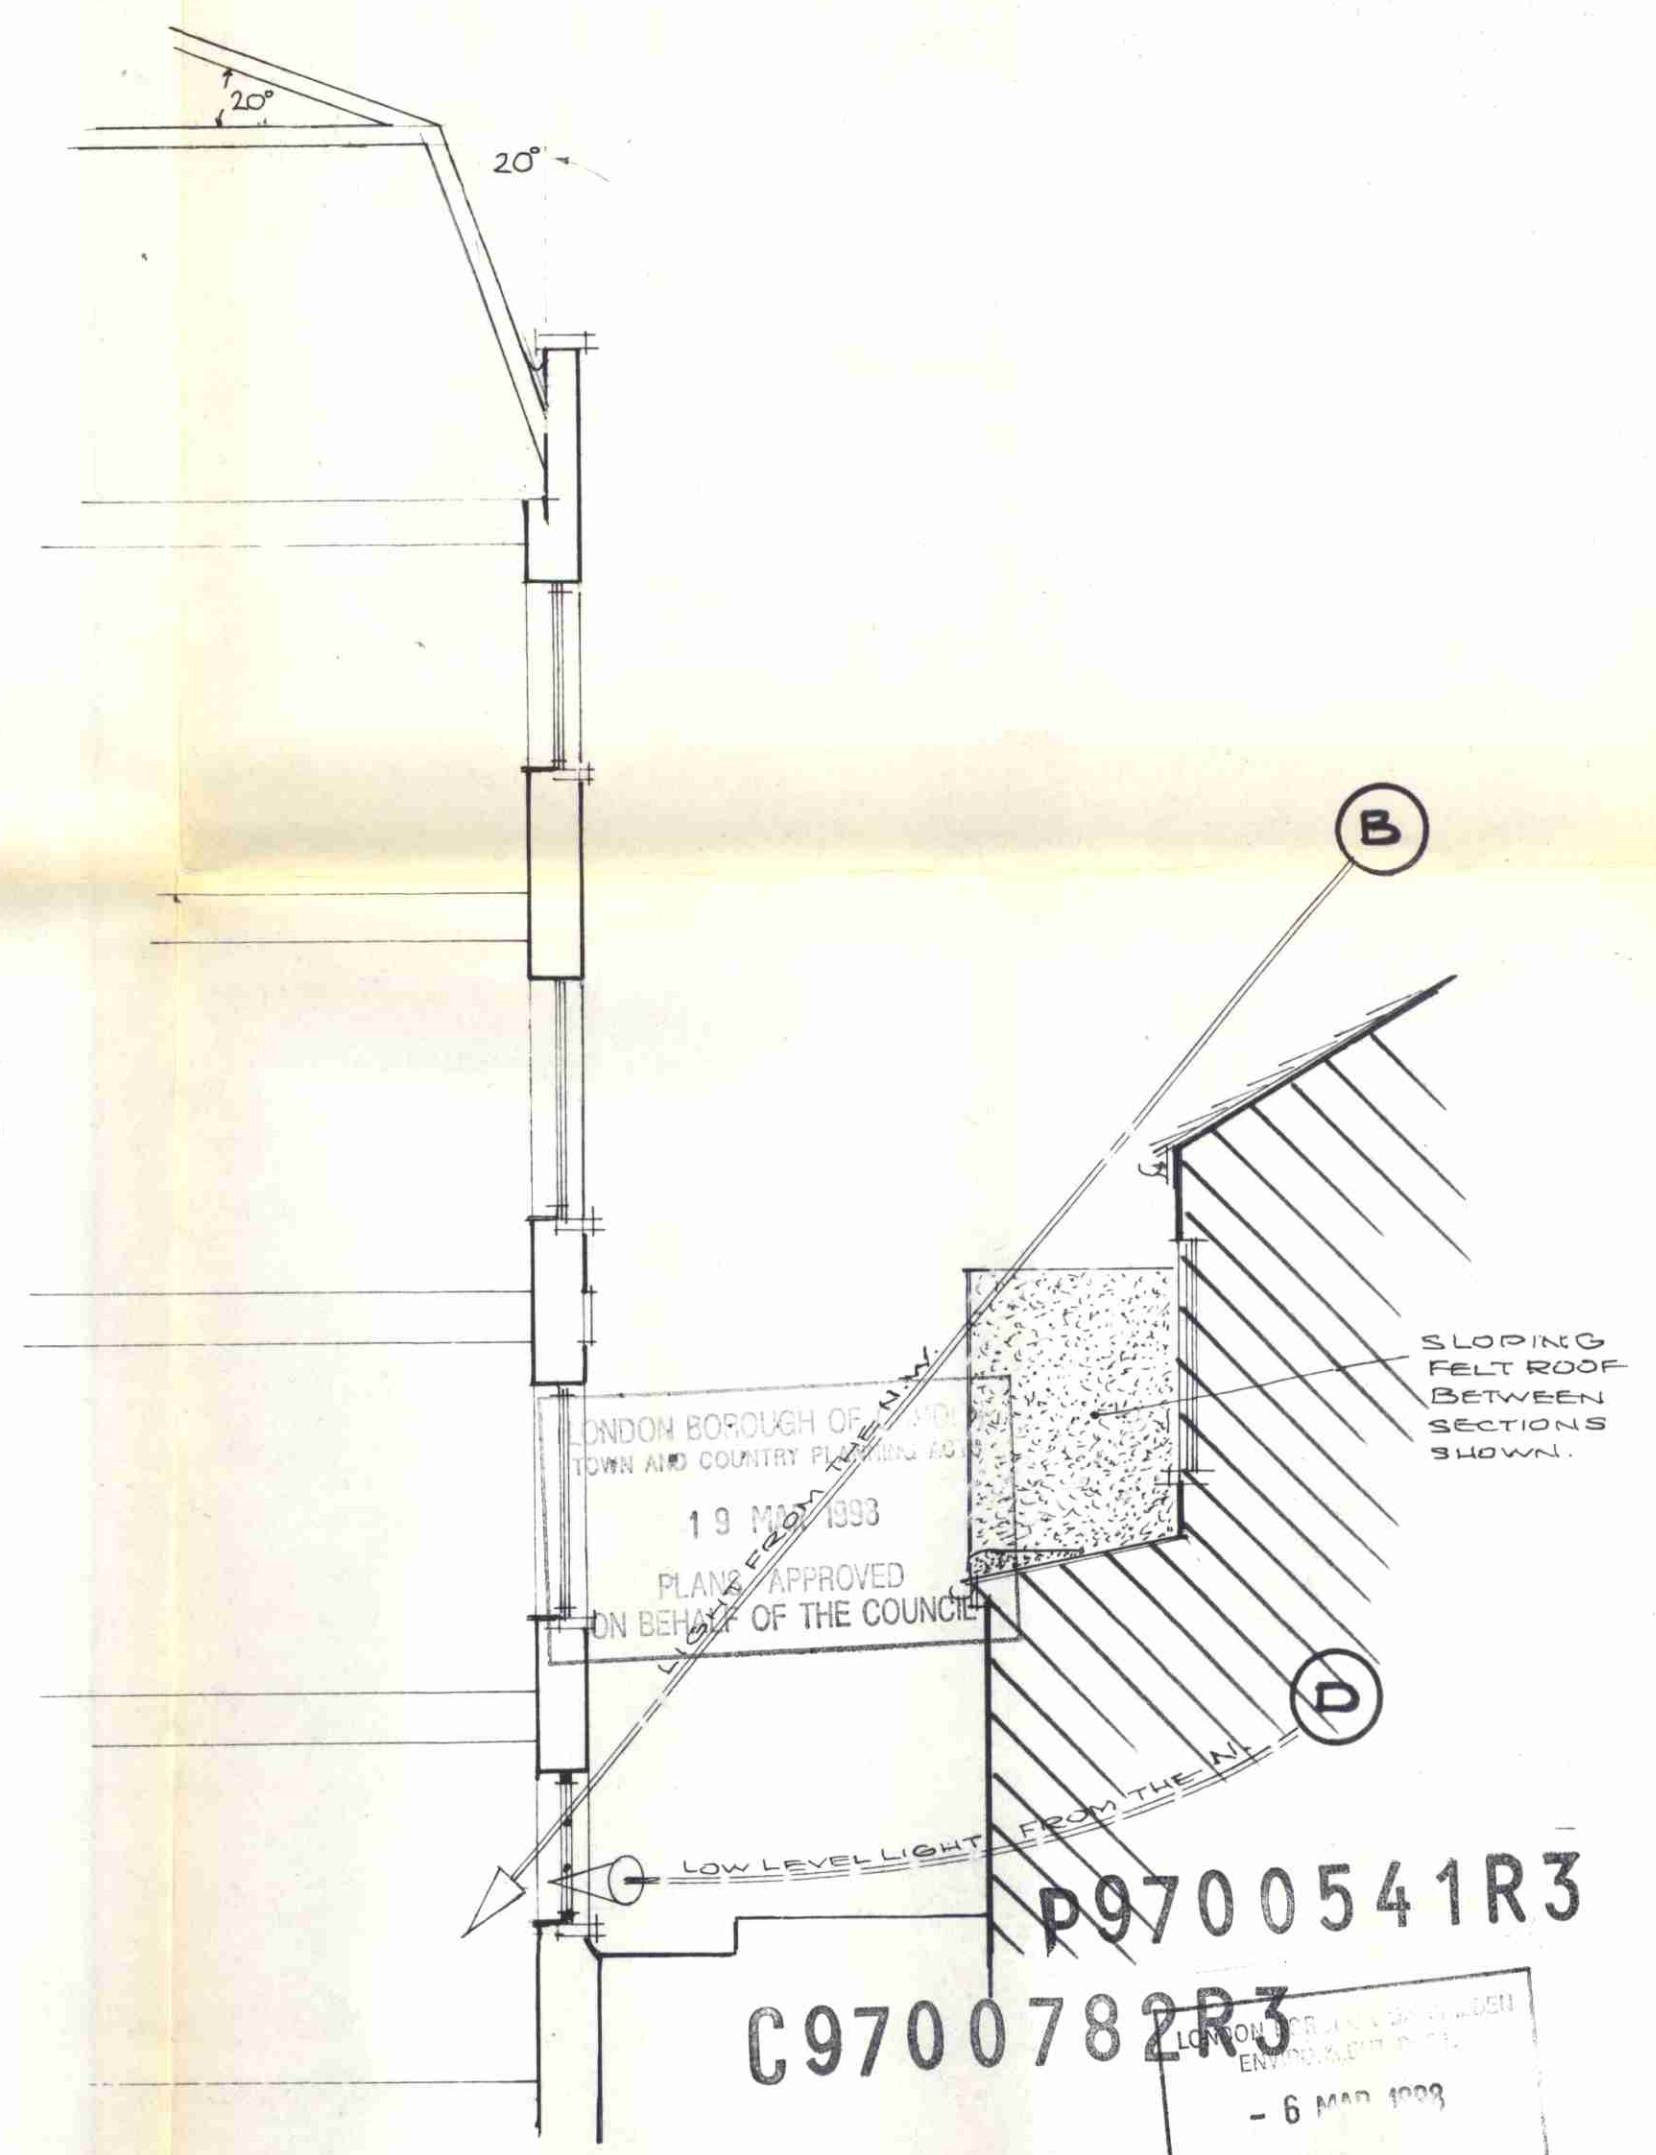 20°
20°
B
SLOPING
FELT ROOF
BETWEEN
SECTIONS
SHOWN.
LIGHT FROM THE N.W.
LONDON BOROUGH OF
TOWN AND COUNTRY PLANNING ACTS
19 MAR 1998
PLANS APPROVED
ON BEHALF OF THE COUNCIL
D
LOW LEVEL LIGHT FROM THE N.
P9700541R3
C9700782R3
LONDON
- 6 MAR 1998